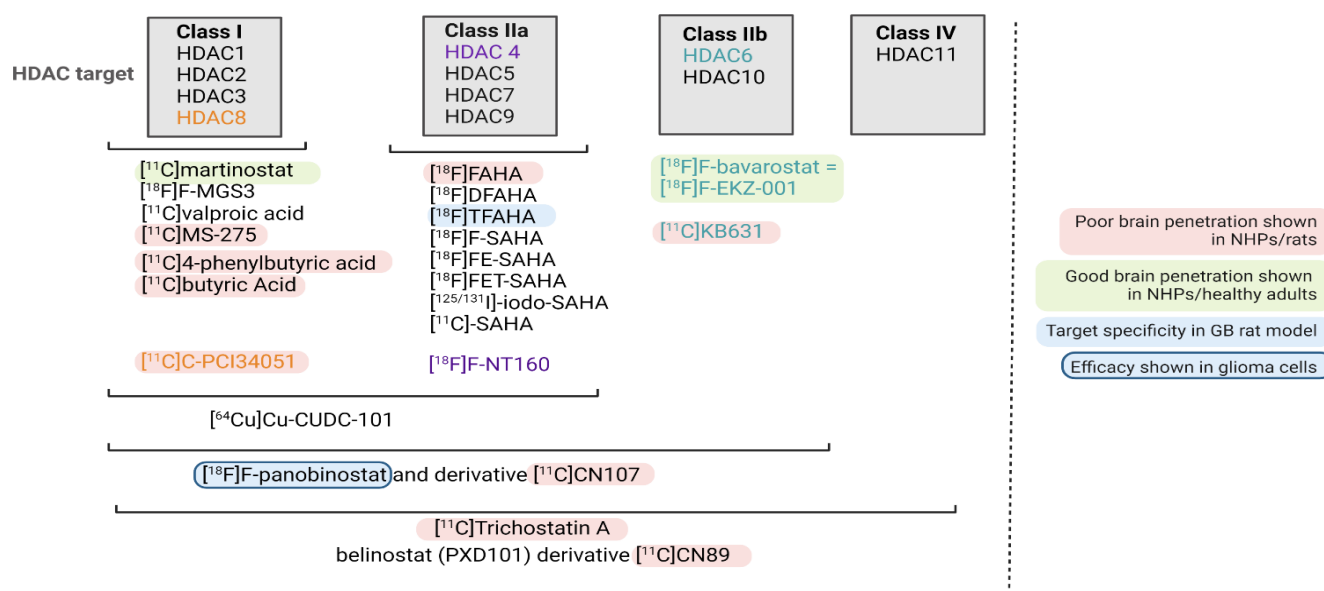 HDAC target
Class I
HDAC1
HDAC2
HDAC3
HDAC8
Class IIa
HDAC 4
HDAC5
HDAC7
HDAC9
Class IIb
HDAC6
HDAC10
Class IV
HDAC11
[¹¹C]martinostat
[¹⁸F]F-MGS3
[¹¹C]valproic acid
[¹¹C]MS-275
[¹¹C]4-phenylbutyric acid
[¹¹C]butyric Acid
[¹¹C]C-PCI34051
[¹⁸F]FAHA
[¹⁸F]DFAHA
[¹⁸F]TFAHA
[¹⁸F]F-SAHA
[¹⁸F]FE-SAHA
[¹⁸F]FET-SAHA
[¹²⁵/¹³¹I]-iodo-SAHA
[¹¹C]-SAHA
[¹⁸F]F-NT160
[¹⁸F]F-bavarostat =
[¹⁸F]F-EKZ-001
[¹¹C]KB631
[⁶⁴Cu]Cu-CUDC-101
[¹⁸F]F-panobinostat and derivative [¹¹C]CN107
[¹¹C]Trichostatin A
belinostat (PXD101) derivative [¹¹C]CN89
Poor brain penetration shown
in NHPs/rats
Good brain penetration shown
in NHPs/healthy adults
Target specificity in GB rat model
Efficacy shown in glioma cells